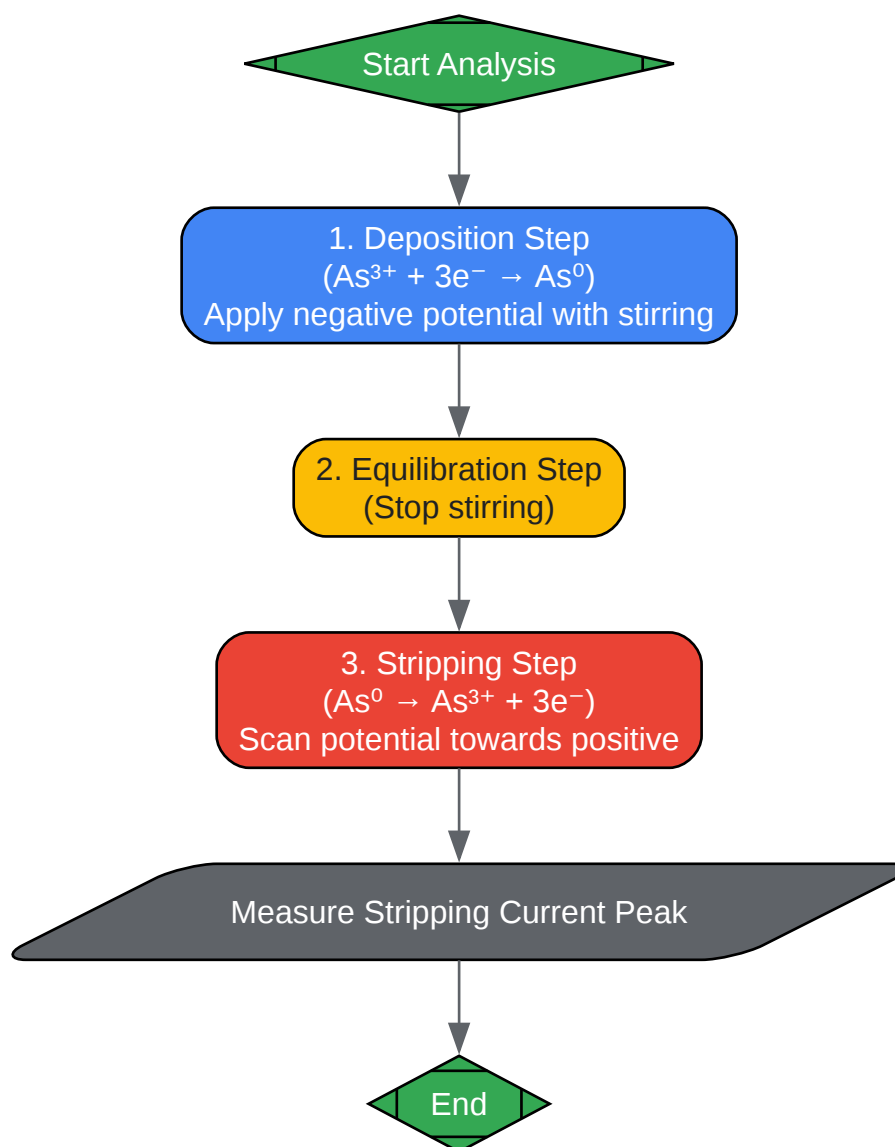 Start Analysis
1. Deposition Step
(As³⁺ + 3e⁻ → As⁰)
Apply negative potential with stirring
2. Equilibration Step
(Stop stirring)
3. Stripping Step
(As⁰ → As³⁺ + 3e⁻)
Scan potential towards positive
Measure Stripping Current Peak
End